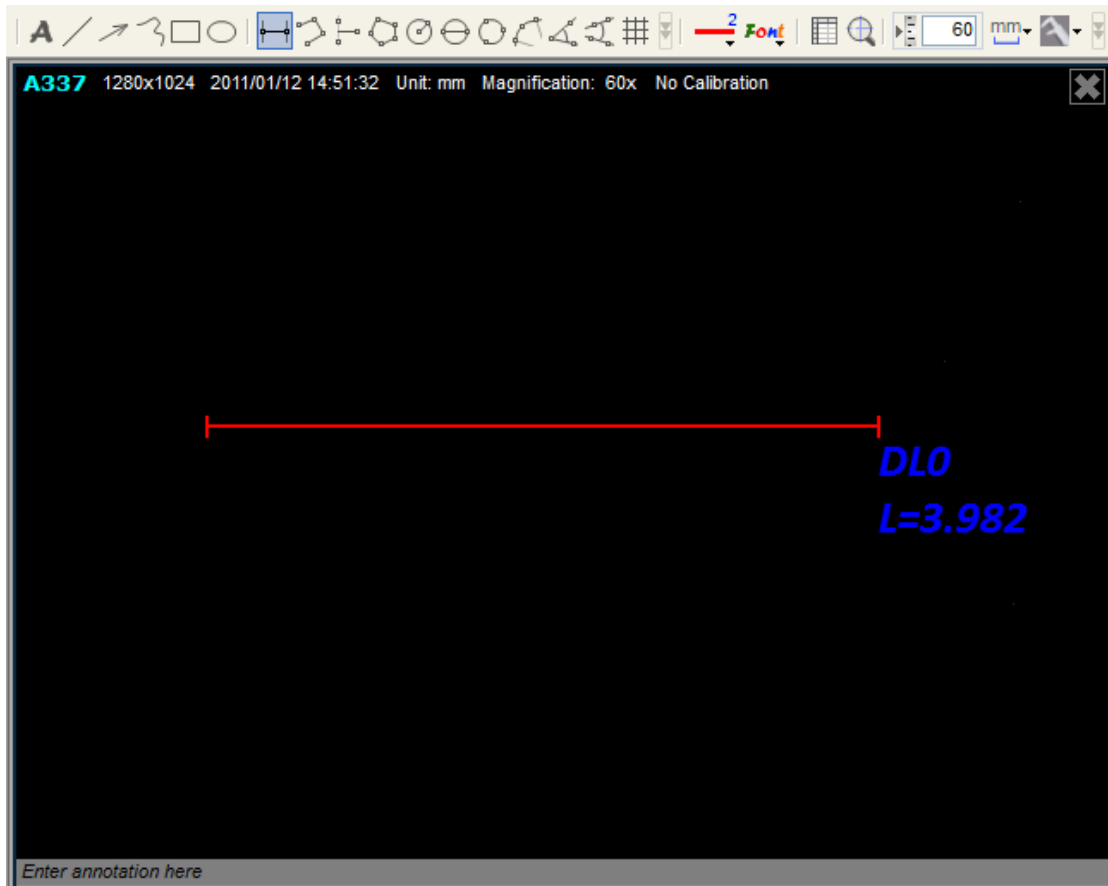 A 2 Font 60 mm
A337 1280x1024 2011/01/12 14:51:32 Unit: mm Magnification: 60x No Calibration
DL0
L=3.982
Enter annotation here